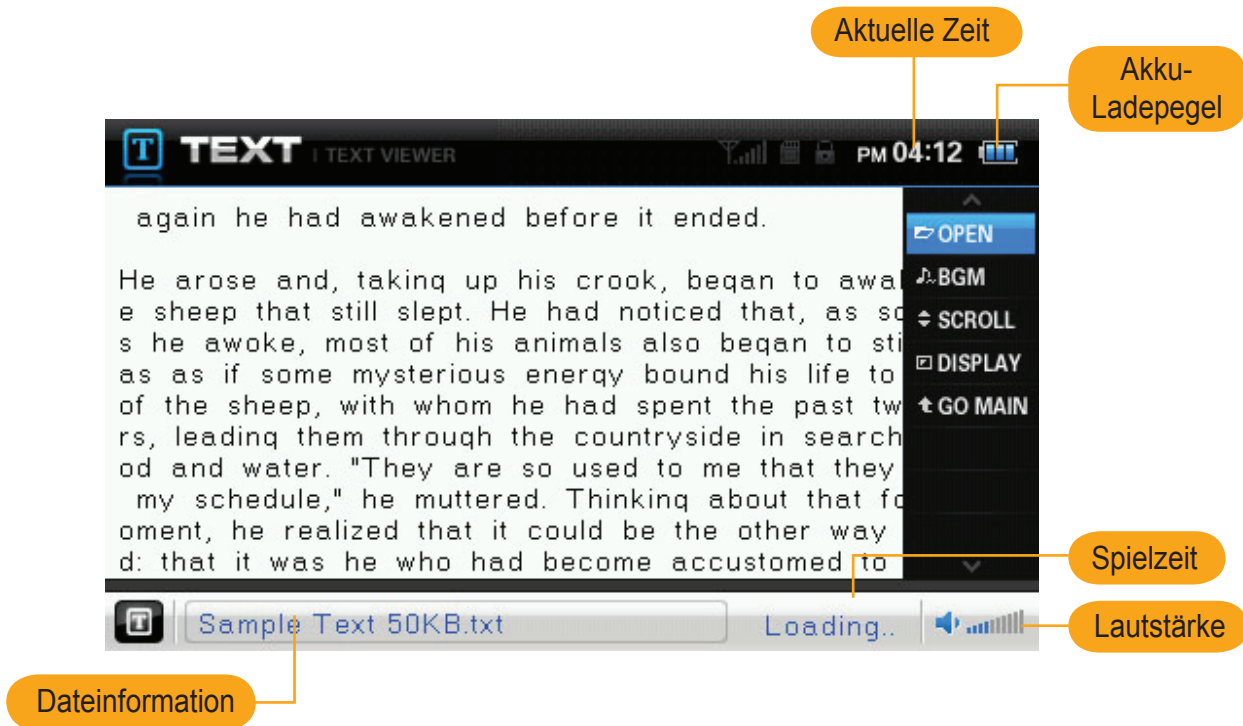 Aktuelle Zeit
Akku-
Ladepegel
TEXT | TEXT VIEWER
PM 04:12
again he had awakened before it ended.
He arose and, taking up his crook, began to awa
e sheep that still slept. He had noticed that, as so
s he awoke, most of his animals also began to sti
as as if some mysterious energy bound his life to
of the sheep, with whom he had spent the past tw
rs, leading them through the countryside in search
od and water. "They are so used to me that they
my schedule," he muttered. Thinking about that fo
oment, he realized that it could be the other way
d: that it was he who had become accustomed to
OPEN
BGM
SCROLL
DISPLAY
GO MAIN
Spielzeit
Sample Text 50KB.txt
Loading..
Lautstärke
Dateinformation